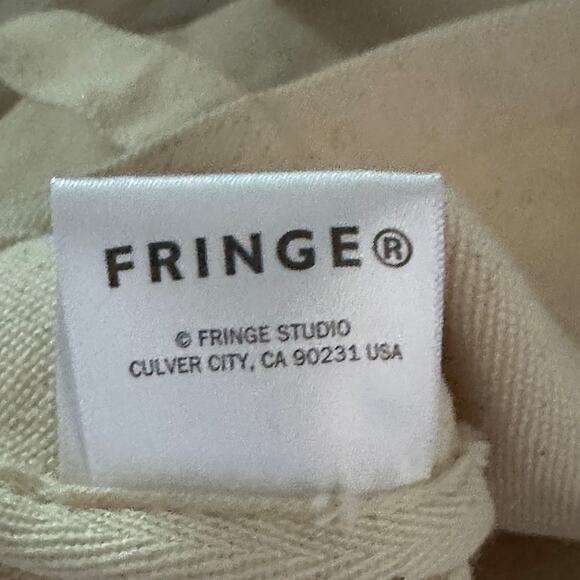 FRINGE®
© FRINGE STUDIO
CULVER CITY, CA 90231 USA